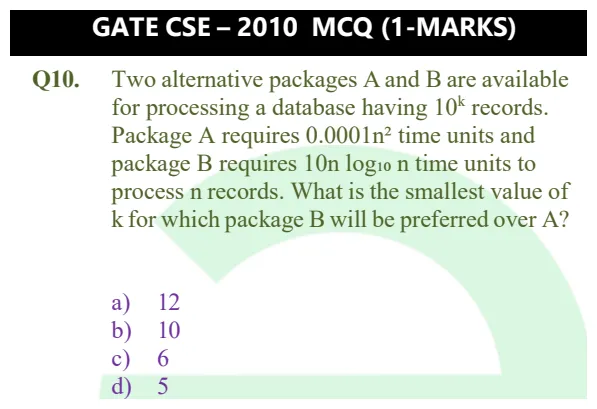 GATE CSE – 2010 MCQ (1-MARKS)
Q10. Two alternative packages A and B are available
for processing a database having 10ᵏ records.
Package A requires 0.0001n² time units and
package B requires 10n log₁₀ n time units to
process n records. What is the smallest value of
k for which package B will be preferred over A?
a) 12
b) 10
c) 6
d) 5